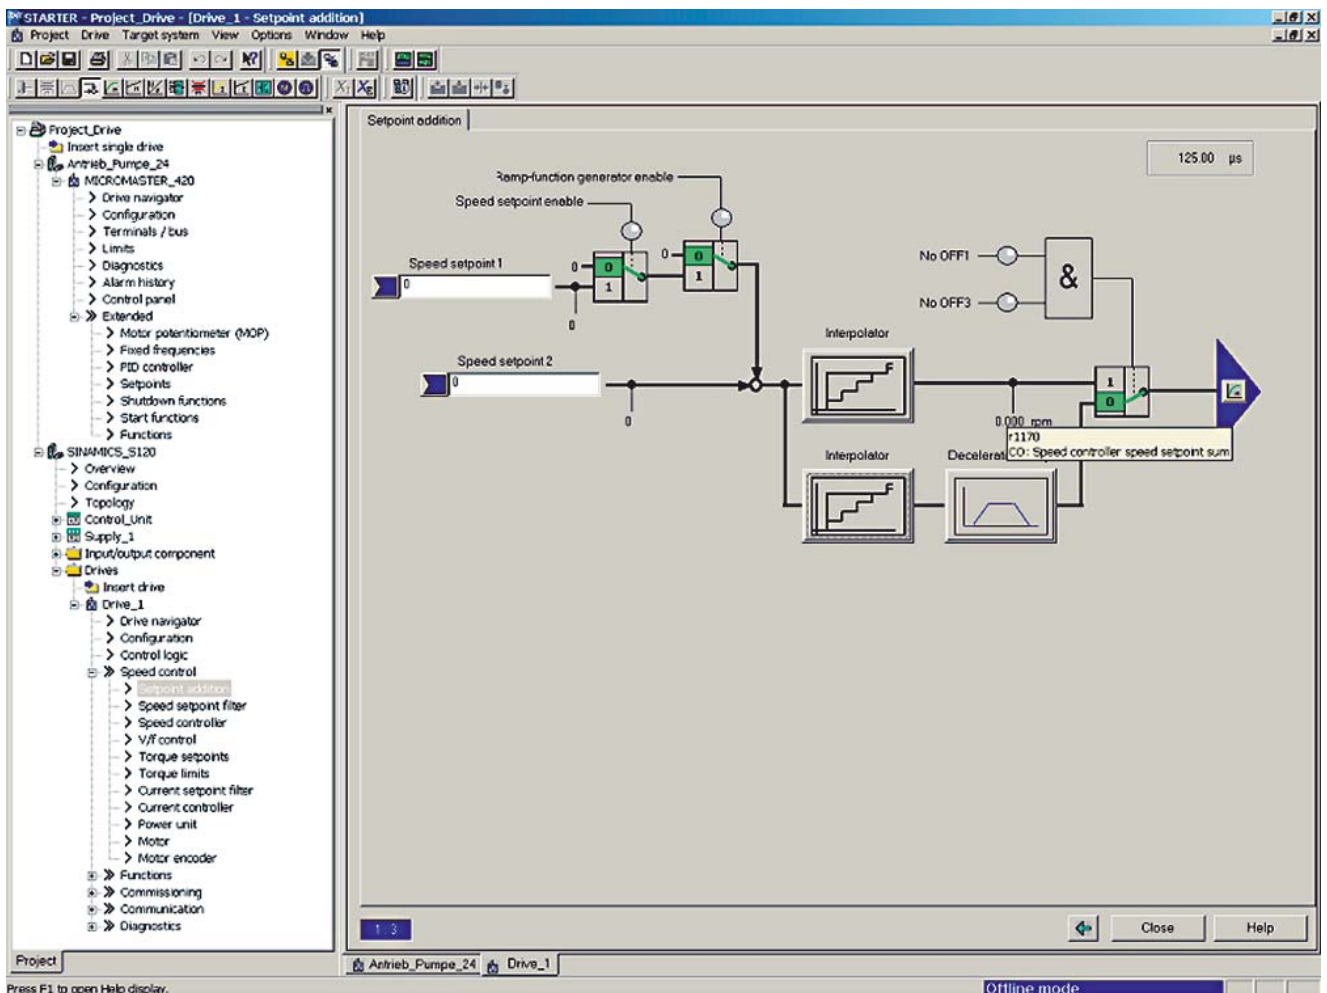 STARTER - Project_Drive - [Drive_1 - Setpoint addition]
Project Drive Target system View Options Window Help
Project_Drive
Insert single drive
Antrieb_Pumpe_24
MICROMASTER_420
Drive navigator
Configuration
Terminals / bus
Limits
Diagnostics
Alarm history
Control panel
Extended
Motor potentiometer (MOP)
Fixed frequencies
PID controller
Setpoints
Shutdown functions
Start functions
Functions
SINAMICS_S120
Overview
Configuration
Topology
Control_Unit
Supply_1
Input/output component
Drives
Insert drive
Drive_1
Drive navigator
Configuration
Control logic
Speed control
Setpoint addition
Speed setpoint filter
Speed controller
V/f control
Torque setpoints
Torque limits
Current setpoint filter
Current controller
Power unit
Motor
Motor encoder
Functions
Commissioning
Communication
Diagnostics
Project
Setpoint addition
125.00 µs
Ramp-function generator enable
Speed setpoint enable
Speed setpoint 1
0
0
0
1
0
0
0
1
No OFF1
No OFF3
&
Speed setpoint 2
0
0
Interpolator
1
0
0.000 rpm
r1170
CO: Speed controller speed setpoint sum
Interpolator
1 : 3
Close
Help
Antrieb_Pumpe_24
Drive_1
Press F1 to open Help display.
Offline mode